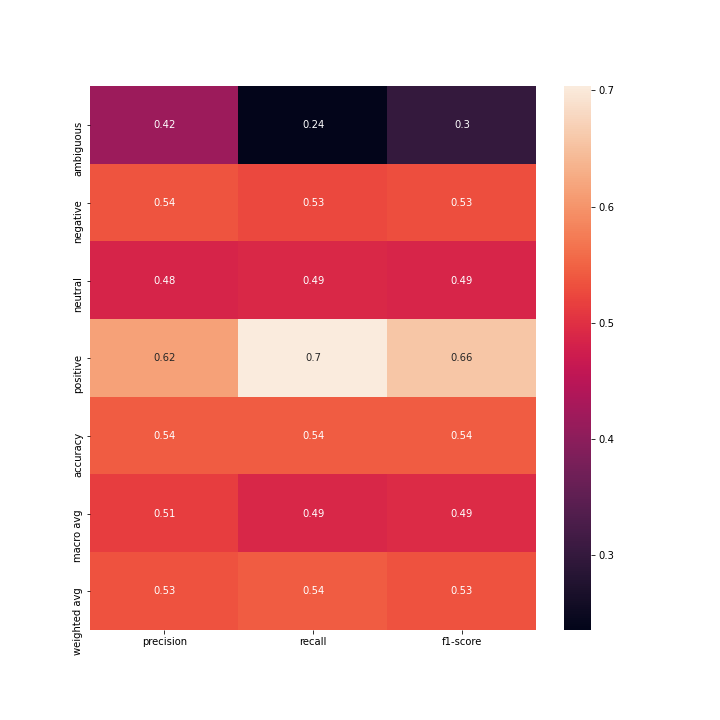 ambiguous 0.42 0.24 0.3
negative 0.54 0.53 0.53
neutral 0.48 0.49 0.49
positive 0.62 0.7 0.66
accuracy 0.54 0.54 0.54
macro avg 0.51 0.49 0.49
weighted avg 0.53 0.54 0.53
precision recall f1-score
0.7
0.6
0.5
0.4
0.3